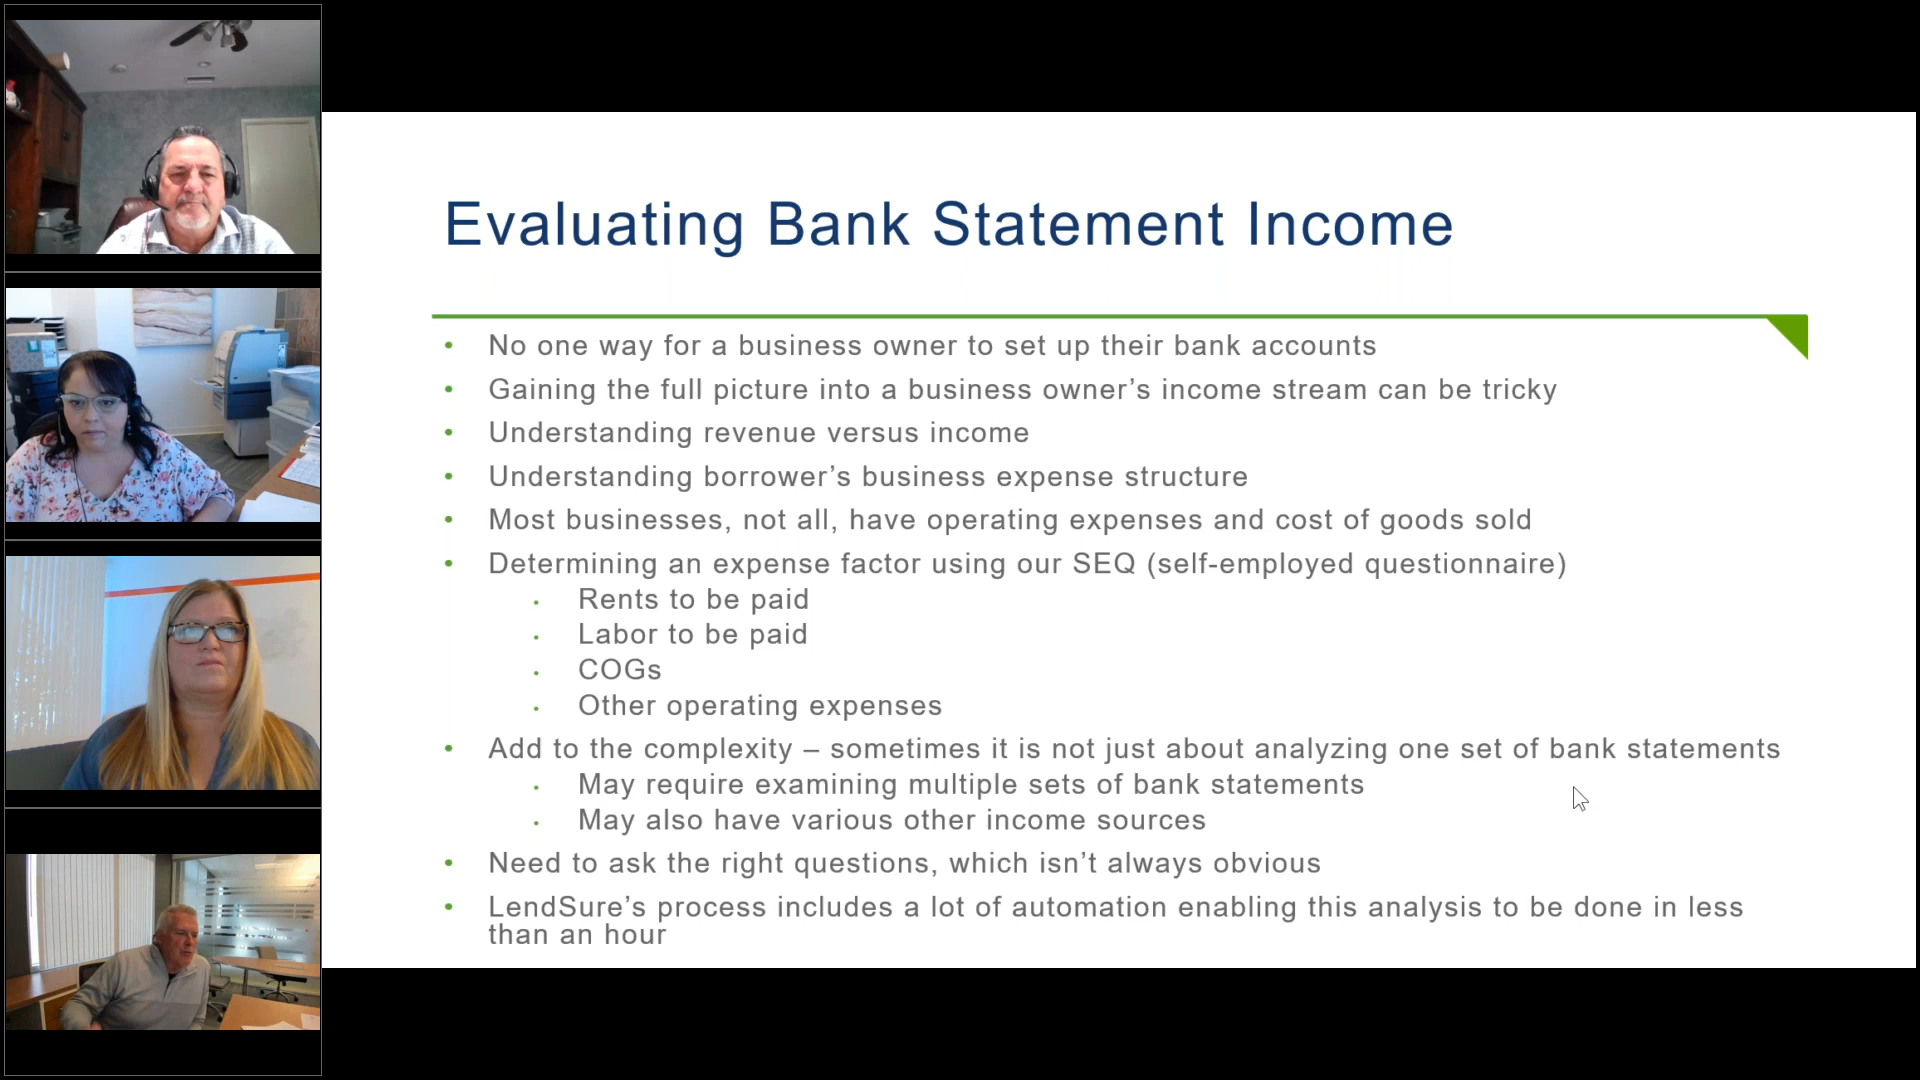 Evaluating Bank Statement Income
• No one way for a business owner to set up their bank accounts
• Gaining the full picture into a business owner’s income stream can be tricky
• Understanding revenue versus income
• Understanding borrower’s business expense structure
• Most businesses, not all, have operating expenses and cost of goods sold
• Determining an expense factor using our SEQ (self-employed questionnaire)
• Rents to be paid
• Labor to be paid
• COGs
• Other operating expenses
• Add to the complexity – sometimes it is not just about analyzing one set of bank statements
• May require examining multiple sets of bank statements
• May also have various other income sources
• Need to ask the right questions, which isn’t always obvious
• LendSure’s process includes a lot of automation enabling this analysis to be done in less
than an hour